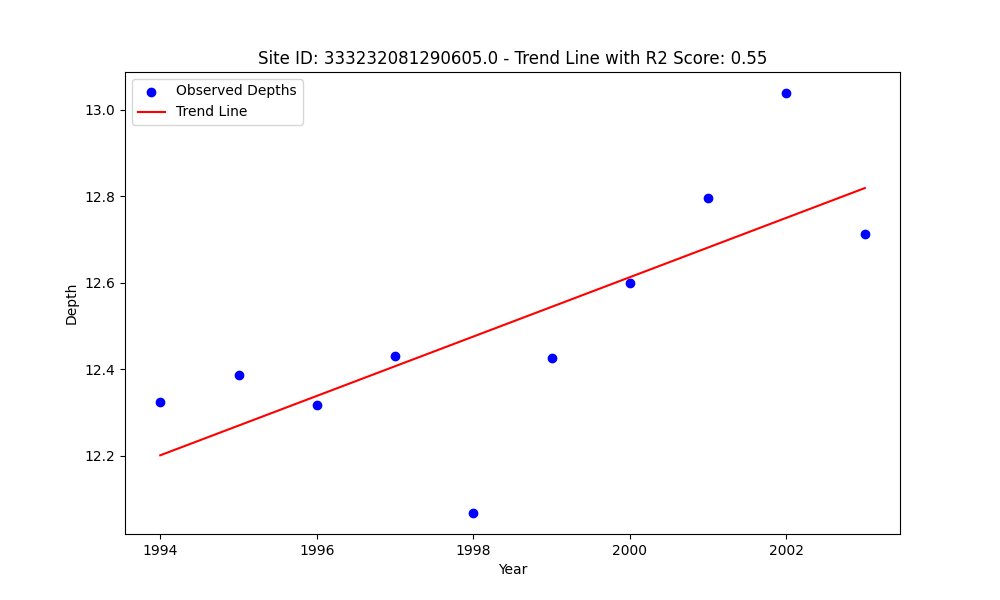 Site ID: 333232081290605.0 - Trend Line with R2 Score: 0.55
Observed Depths
Trend Line
13.0
12.8
12.6
12.4
12.2
Depth
1994
1996
1998
2000
2002
Year